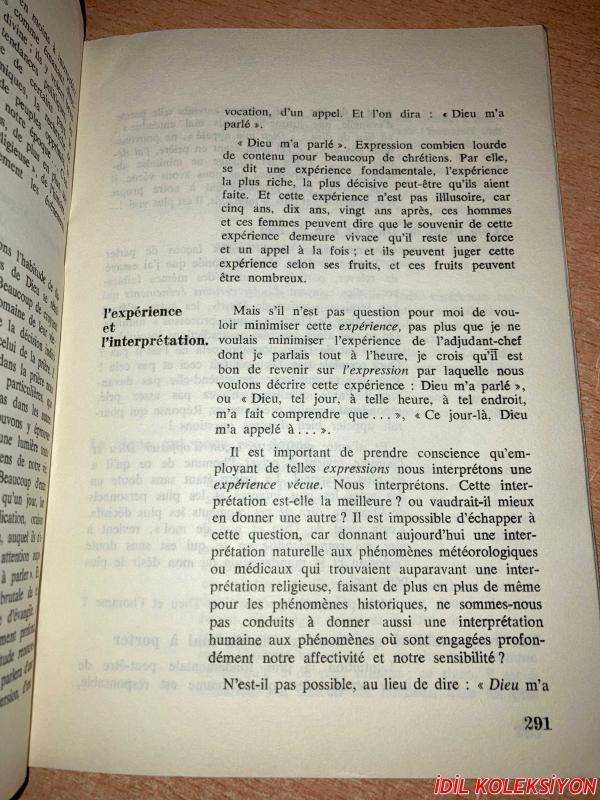 vocation, d'un appel. Et l'on dira : « Dieu m'a
parlé ».
« Dieu m'a parlé ». Expression combien lourde
de contenu pour beaucoup de chrétiens. Par elle,
se dit une expérience fondamentale, l'expérience
la plus riche, la plus décisive peut-être qu'ils aient
faite. Et cette expérience n'est pas illlusoire, car
cinq ans, dix ans, vingt ans après, ces hommes
et ces femmes peuvent dire que le souvenir de cette
expérience demeure vivace qu'il reste une force
et un appel à la fois ; et ils peuvent juger cette
expérience selon ses fruits, et ces fruits peuvent
être nombreux.
l'expérience
et
l'interprétation.
Mais s'il n'est pas question pour moi de vou-
loir minimiser cette expérience, pas plus que je ne
voulais minimiser l'expérience de l'adjudant-chef
dont je parlais tout à l'heure, je crois qu'il est
bon de revenir sur l'expression par laquelle nous
voulons décrire cette expérience : Dieu m'a parlé »,
ou « Dieu, tel jour, à telle heure, à tel endroit,
m'a fait comprendre que . . . », « Ce jour-là, Dieu
m'a appelé à . . . ».
Il est important de prendre conscience qu'em-
ployant de telles expressions nous interprétons une
expérience vécue. Nous interprétons. Cette inter-
prétation est-elle la meilleure ? ou vaudrait-il mieux
en donner une autre ? Il est impossible d'échapper à
cette question, car donnant aujourd'hui une inter-
prétation naturelle aux phénomènes météorologiques
ou médicaux qui trouvaient auparavant une inter-
prétation religieuse, faisant de plus en plus de même
pour les phénomènes historiques, ne sommes-nous
pas conduits à donner aussi une interprétation
humaine aux phénomènes où sont engagées profon-
dément notre affectivité et notre sensibilité ?
N'est-il pas possible, au lieu de dire : « Dieu m'a
291
İDİL KOLEKSİYON